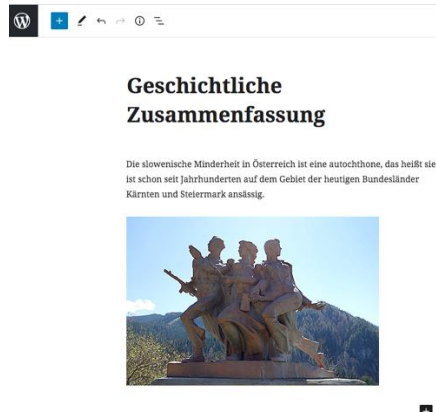 Geschichtliche
Zusammenfassung
Die slowenische Minderheit in Österreich ist eine autochthone, das heißt sie
ist schon seit Jahrhunderten auf dem Gebiet der heutigen Bundesländer
Kärnten und Steiermark ansässig.